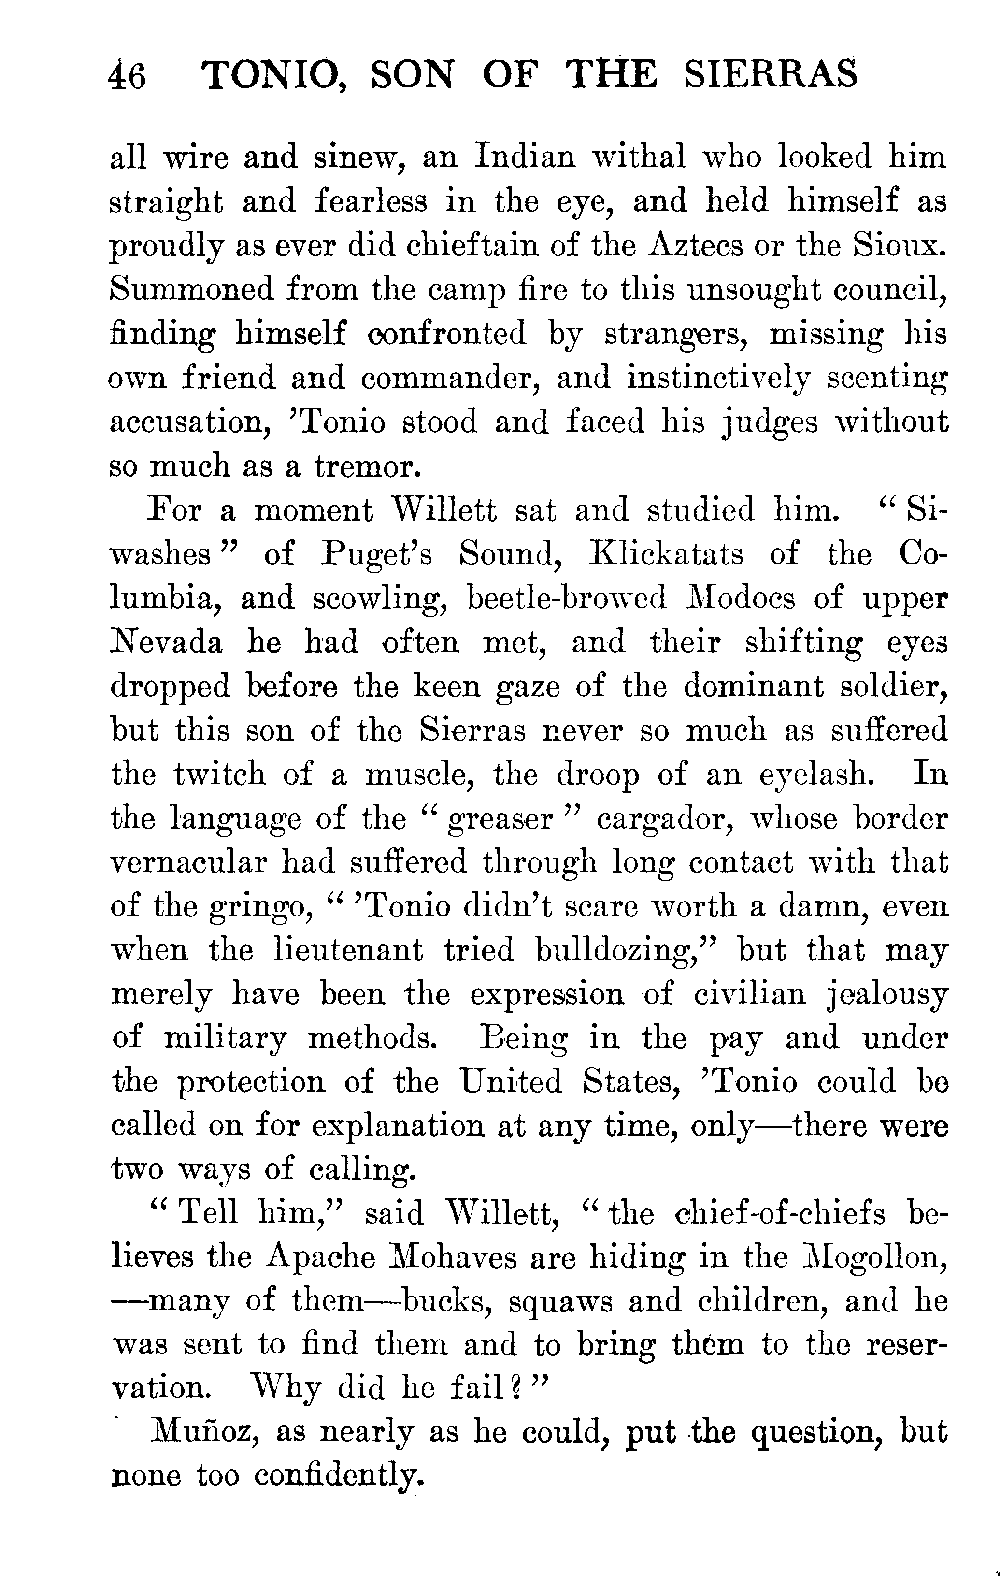 46 TONIO, SON OF THE SIERRAS
all wire and sinew, an Indian withal who looked him
straight and fearless in the eye, and held himself as
proudly as ever did chieftain of the Aztecs or the Sioux.
Summoned from the camp fire to this unsought council,
finding himself confronted by strangers, missing his
own friend and commander, and instinctively scenting
accusation, ’Tonio stood and faced his judges without
so much as a tremor.
For a moment Willett sat and studied him. “ Si-
washes ” of Puget’s Sound, Klickatats of the Co-
lumbia, and scowling, beetle-browed Modocs of upper
Nevada he had often met, and their shifting eyes
dropped before the keen gaze of the dominant soldier,
but this son of the Sierras never so much as suffered
the twitch of a muscle, the droop of an eyelash. In
the language of the “ greaser ” cargador, whose border
vernacular had suffered through long contact with that
of the gringo, “ ’Tonio didn’t scare worth a damn, even
when the lieutenant tried bulldozing,” but that may
merely have been the expression of civilian jealousy
of military methods. Being in the pay and under
the protection of the United States, ’Tonio could be
called on for explanation at any time, only—there were
two ways of calling.
“ Tell him,” said Willett, “ the chief-of-chiefs be-
lieves the Apache Mohaves are hiding in the Mogollon,
—many of them—bucks, squaws and children, and he
was sent to find them and to bring them to the reser-
vation. Why did he fail? ”
Muñoz, as nearly as he could, put the question, but
none too confidently.